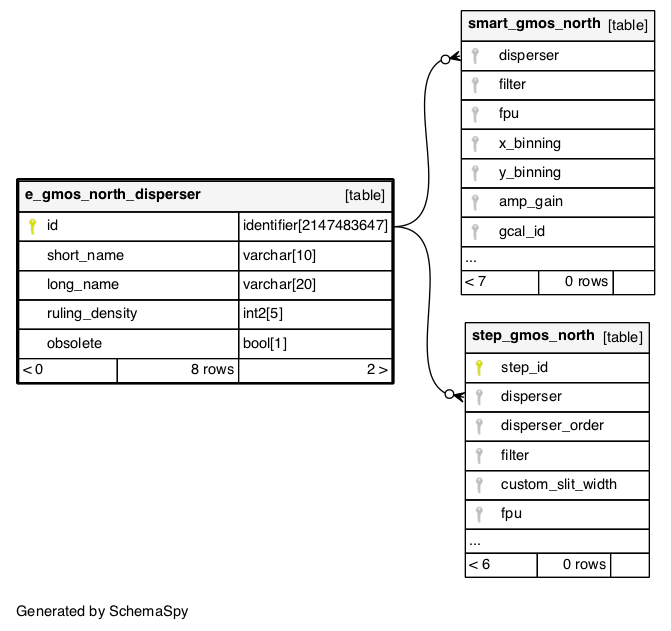 smart_gmos_north [table]
disperser
filter
fpu
x_binning
y_binning
amp_gain
gcal_id
...
< 7 0 rows
e_gmos_north_disperser [table]
id identifier[2147483647]
short_name varchar[10]
long_name varchar[20]
ruling_density int2[5]
obsolete bool[1]
< 0 8 rows 2 >
step_gmos_north [table]
step_id
disperser
disperser_order
filter
custom_slit_width
fpu
...
< 6 0 rows
Generated by SchemaSpy